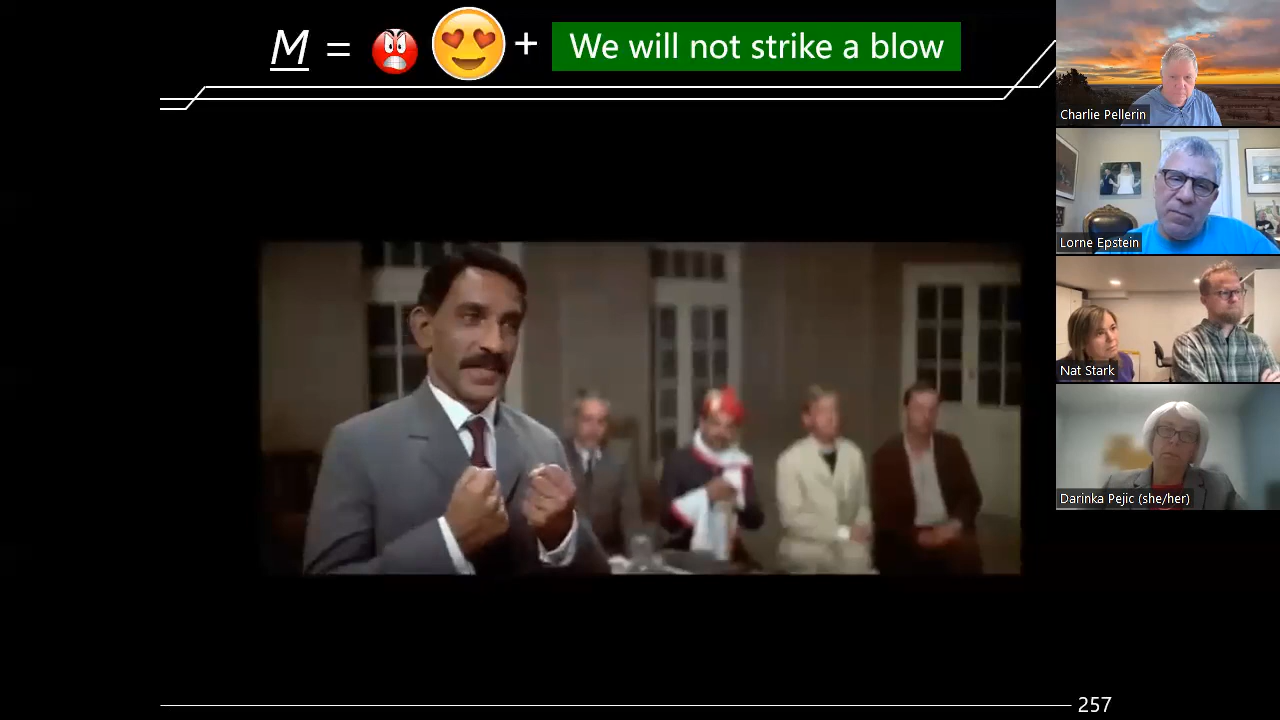 M = + We will not strike a blow
Charlie Pellerin
Lorne Epstein
Nat Stark
Darinka Pejic (she/her)
257